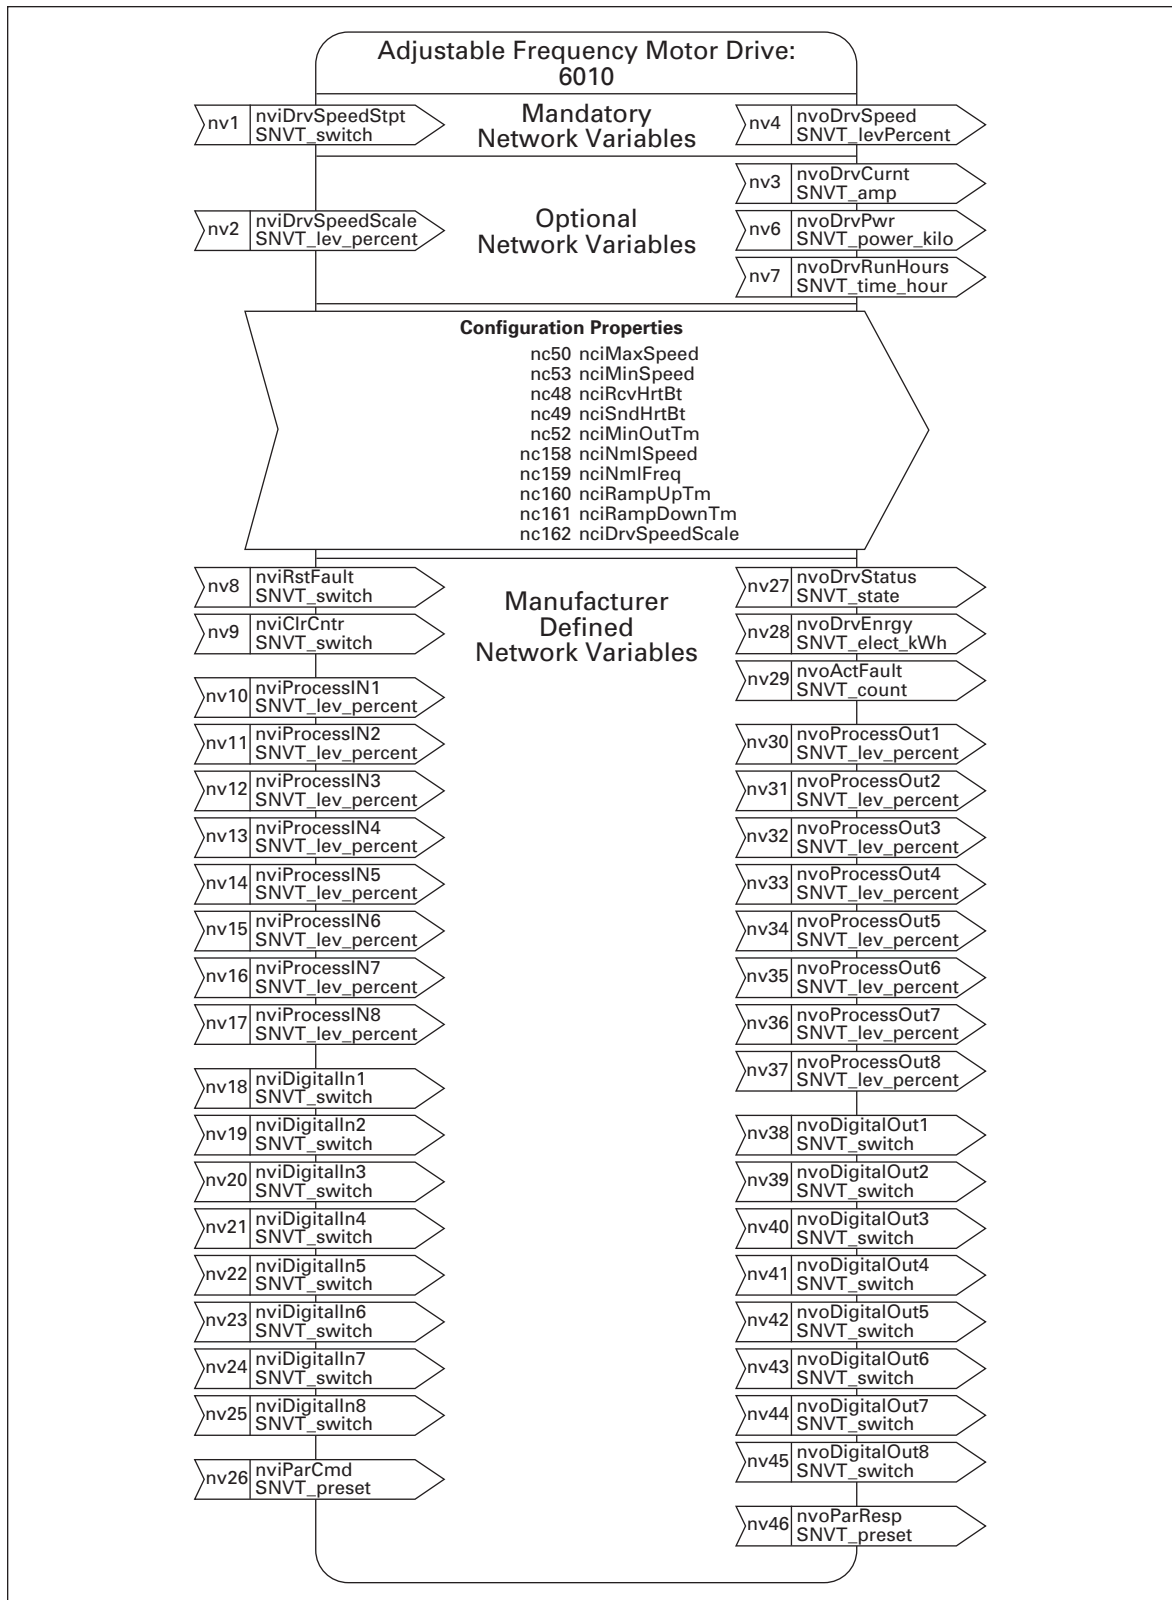 Adjustable Frequency Motor Drive:
6010
Mandatory
Network Variables
nv1 nviDrvSpeedStpt
SNVT_switch
nv4 nvoDrvSpeed
SNVT_levPercent
Optional
Network Variables
nv2 nviDrvSpeedScale
SNVT_lev_percent
nv3 nvoDrvCurnt
SNVT_amp
nv6 nvoDrvPwr
SNVT_power_kilo
nv7 nvoDrvRunHours
SNVT_time_hour
Configuration Properties
nc50 nciMaxSpeed
nc53 nciMinSpeed
nc48 nciRcvHrtBt
nc49 nciSndHrtBt
nc52 nciMinOutTm
nc158 nciNmlSpeed
nc159 nciNmlFreq
nc160 nciRampUpTm
nc161 nciRampDownTm
nc162 nciDrvSpeedScale
Manufacturer
Defined
Network Variables
nv8 nviRstFault
SNVT_switch
nv9 nviClrCntr
SNVT_switch
nv10 nviProcessIN1
SNVT_lev_percent
nv11 nviProcessIN2
SNVT_lev_percent
nv12 nviProcessIN3
SNVT_lev_percent
nv13 nviProcessIN4
SNVT_lev_percent
nv14 nviProcessIN5
SNVT_lev_percent
nv15 nviProcessIN6
SNVT_lev_percent
nv16 nviProcessIN7
SNVT_lev_percent
nv17 nviProcessIN8
SNVT_lev_percent
nv18 nviDigitalIn1
SNVT_switch
nv19 nviDigitalIn2
SNVT_switch
nv20 nviDigitalIn3
SNVT_switch
nv21 nviDigitalIn4
SNVT_switch
nv22 nviDigitalIn5
SNVT_switch
nv23 nviDigitalIn6
SNVT_switch
nv24 nviDigitalIn7
SNVT_switch
nv25 nviDigitalIn8
SNVT_switch
nv26 nviParCmd
SNVT_preset
nv27 nvoDrvStatus
SNVT_state
nv28 nvoDrvEnrgy
SNVT_elect_kWh
nv29 nvoActFault
SNVT_count
nv30 nvoProcessOut1
SNVT_lev_percent
nv31 nvoProcessOut2
SNVT_lev_percent
nv32 nvoProcessOut3
SNVT_lev_percent
nv33 nvoProcessOut4
SNVT_lev_percent
nv34 nvoProcessOut5
SNVT_lev_percent
nv35 nvoProcessOut6
SNVT_lev_percent
nv36 nvoProcessOut7
SNVT_lev_percent
nv37 nvoProcessOut8
SNVT_lev_percent
nv38 nvoDigitalOut1
SNVT_switch
nv39 nvoDigitalOut2
SNVT_switch
nv40 nvoDigitalOut3
SNVT_switch
nv41 nvoDigitalOut4
SNVT_switch
nv42 nvoDigitalOut5
SNVT_switch
nv43 nvoDigitalOut6
SNVT_switch
nv44 nvoDigitalOut7
SNVT_switch
nv45 nvoDigitalOut8
SNVT_switch
nv46 nvoParResp
SNVT_preset